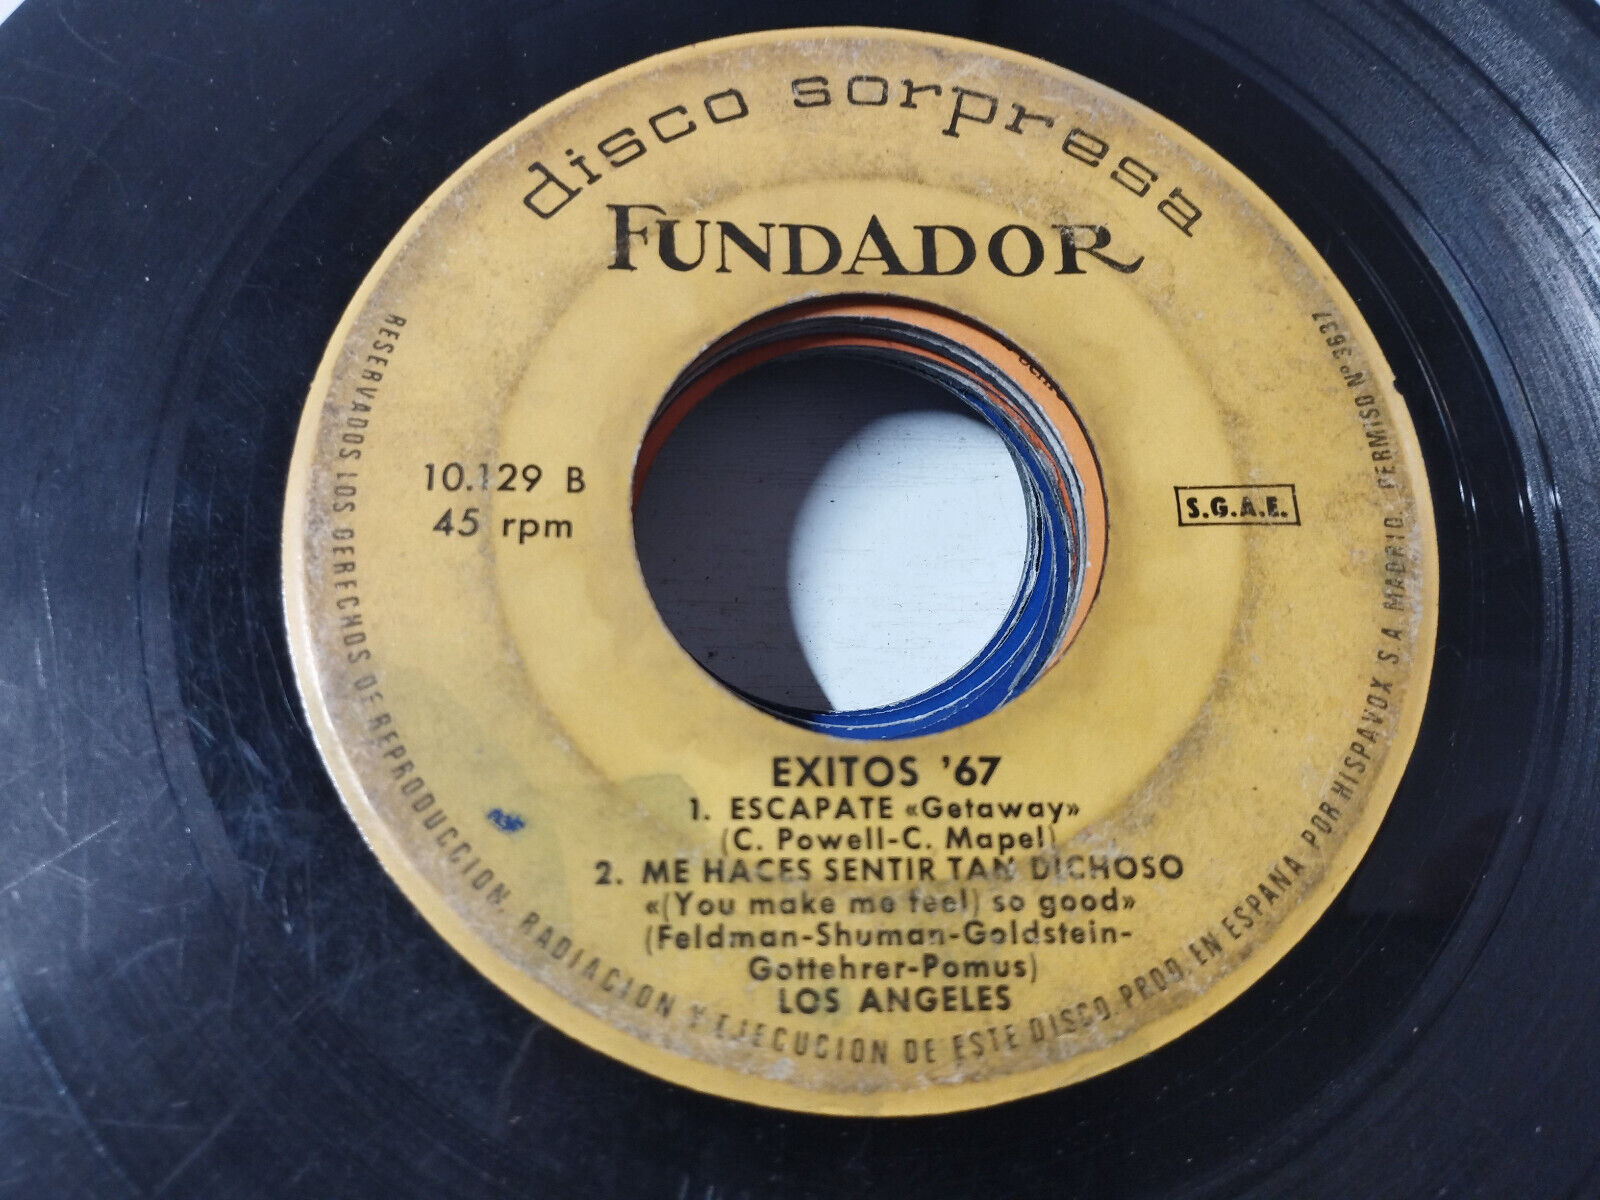 disco sorpresa
FUNDADOR
10.129 B
45 rpm
S.G.A.E.
EXITOS '67
1. ESCAPATE «Getaway»
(C. Powell-C. Mapel)
2. ME HACES SENTIR TAN DICHOSO
«(You make me feel) so good»
(Feldman-Shuman-Goldstein-
Gottehrer-Pomus)
LOS ANGELES
RESERVADOS LOS DERECHOS DE REPRODUCCION, RADIACION Y EJECUCION DE ESTE DISCO. PROD. EN ESPAÑA POR HISPAVOX S.A. MADRID. PERMISO Nº 3637